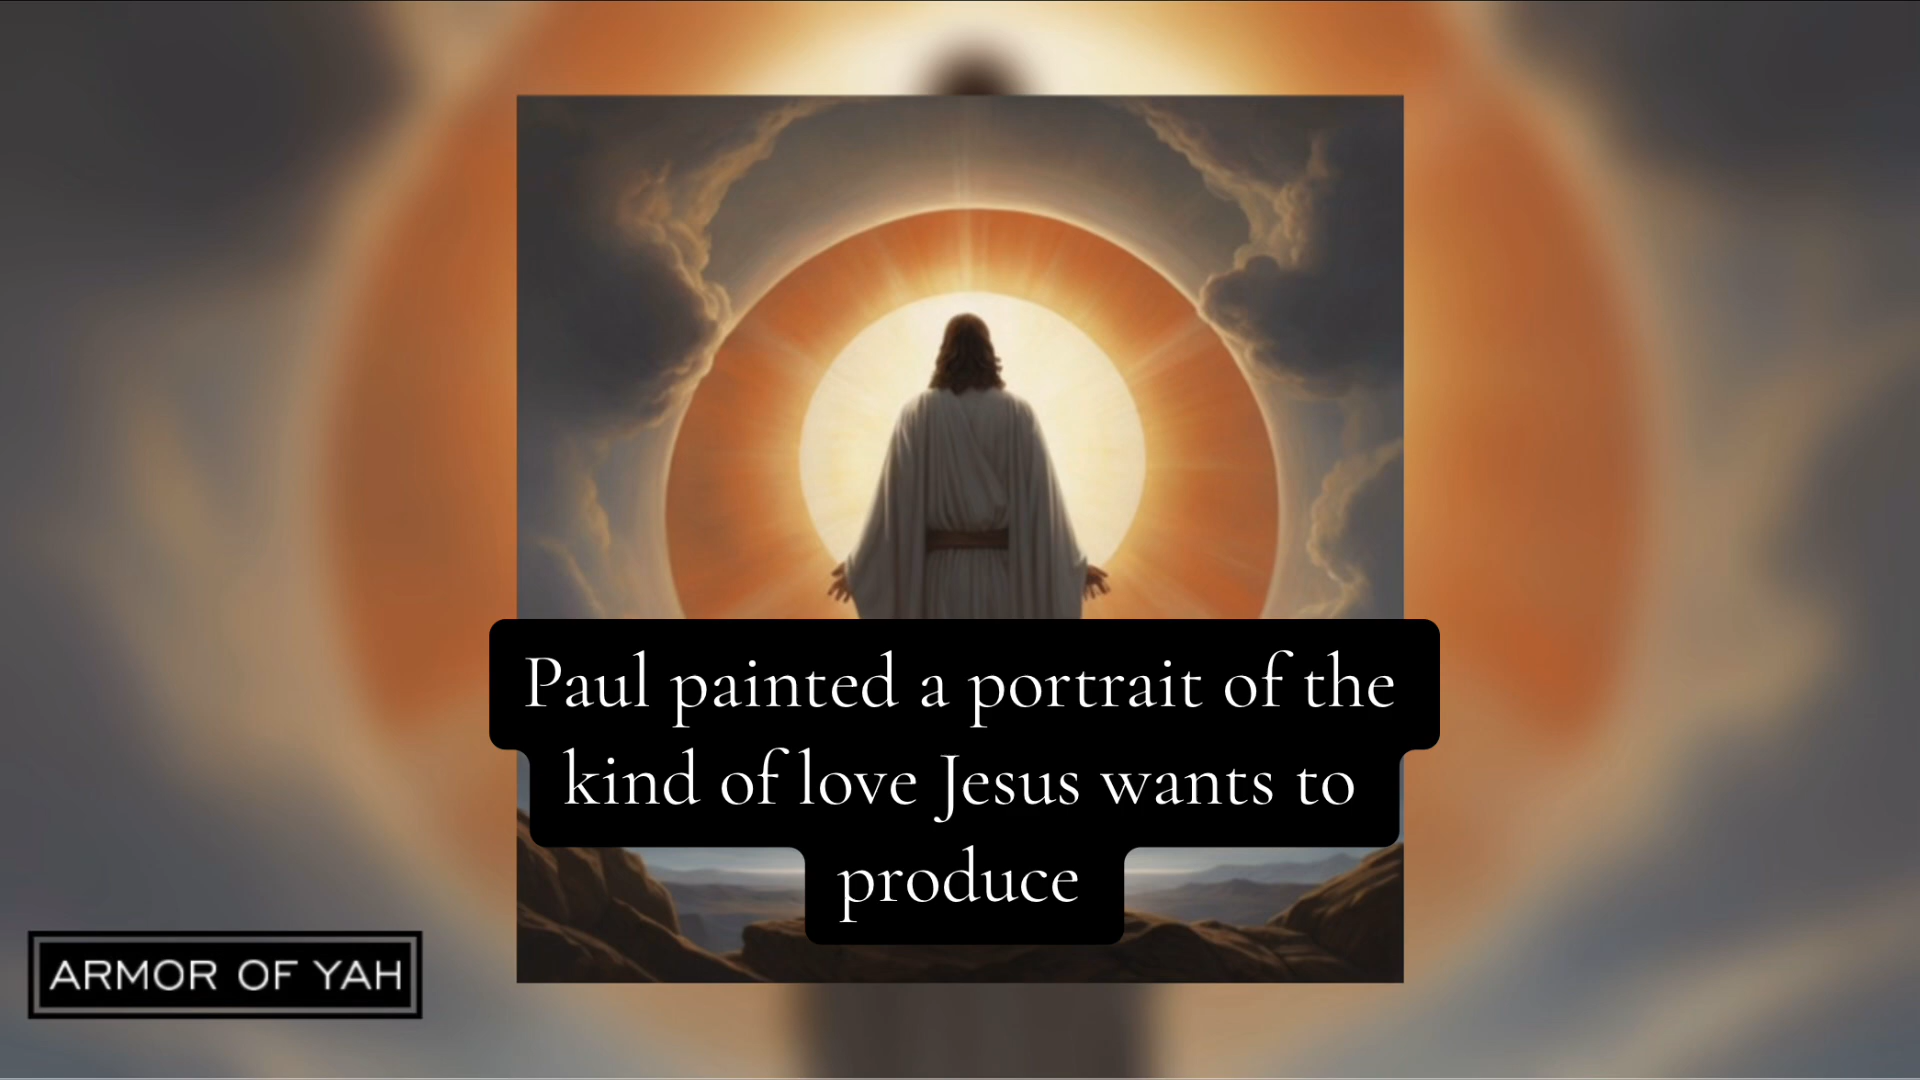 Paul painted a portrait of the
kind of love Jesus wants to
produce
ARMOR OF YAH